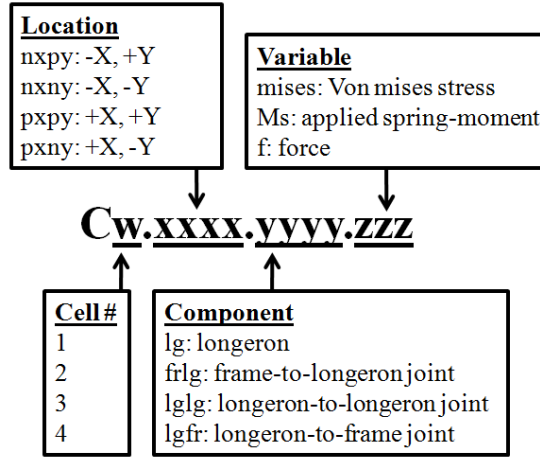 Location
nxpy: -X, +Y
nxny: -X, -Y
pxpy: +X, +Y
pxny: +X, -Y
Variable
mises: Von mises stress
Ms: applied spring-moment
f: force
Cw.xxxx.yyyy.zzz
Cell #
1
2
3
4
Component
lg: longeron
frlg: frame-to-longeron joint
lglg: longeron-to-longeron joint
lgfr: longeron-to-frame joint